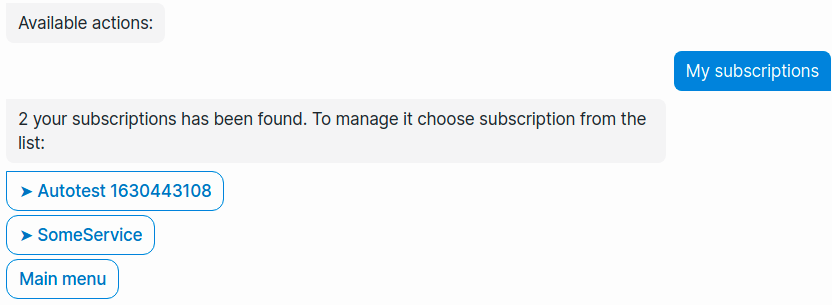 Available actions:
My subscriptions
2 your subscriptions has been found. To manage it choose subscription from the
list:
➤ Autotest 1630443108
➤ SomeService
Main menu